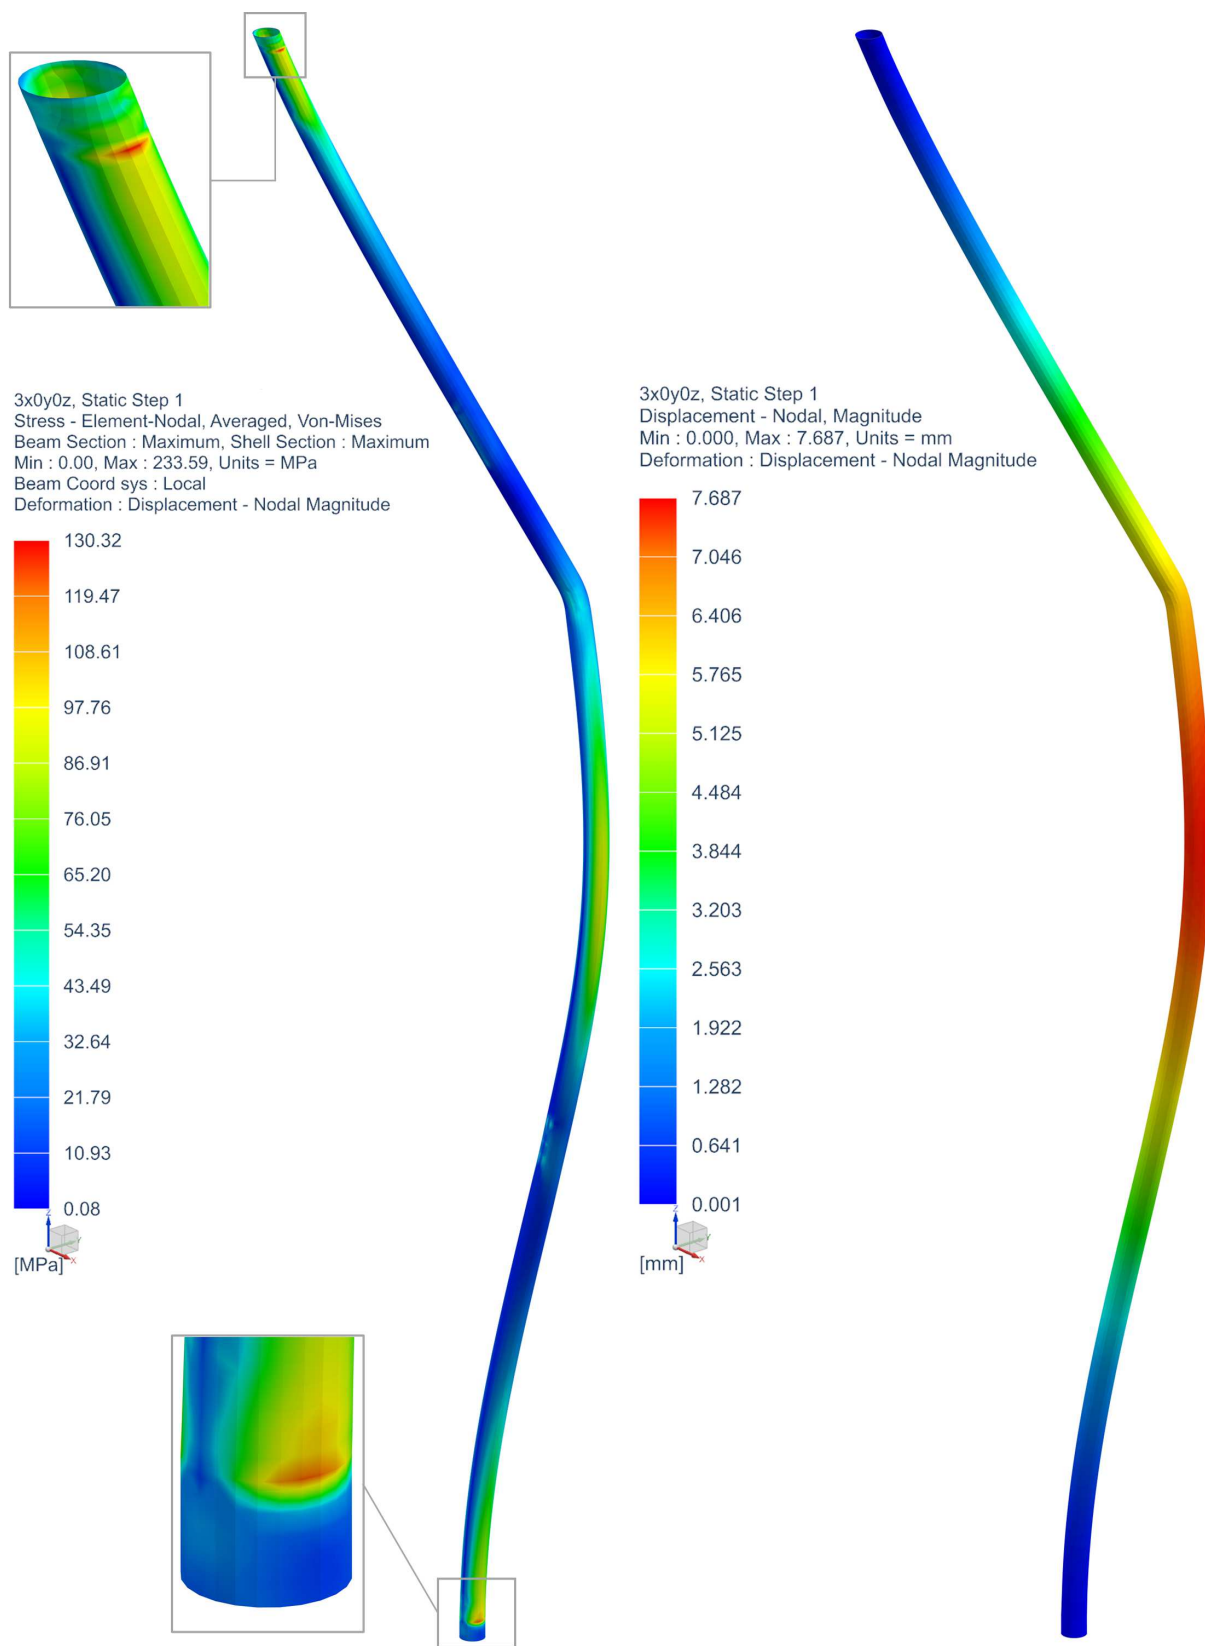 3x0y0z, Static Step 1
Stress - Element-Nodal, Averaged, Von-Mises
Beam Section : Maximum, Shell Section : Maximum
Min : 0.00, Max : 233.59, Units = MPa
Beam Coord sys : Local
Deformation : Displacement - Nodal Magnitude
130.32
119.47
108.61
97.76
86.91
76.05
65.20
54.35
43.49
32.64
21.79
10.93
0.08
Z
Y
X
[MPa]
3x0y0z, Static Step 1
Displacement - Nodal, Magnitude
Min : 0.000, Max : 7.687, Units = mm
Deformation : Displacement - Nodal Magnitude
7.687
7.046
6.406
5.765
5.125
4.484
3.844
3.203
2.563
1.922
1.282
0.641
0.001
Z
Y
X
[mm]